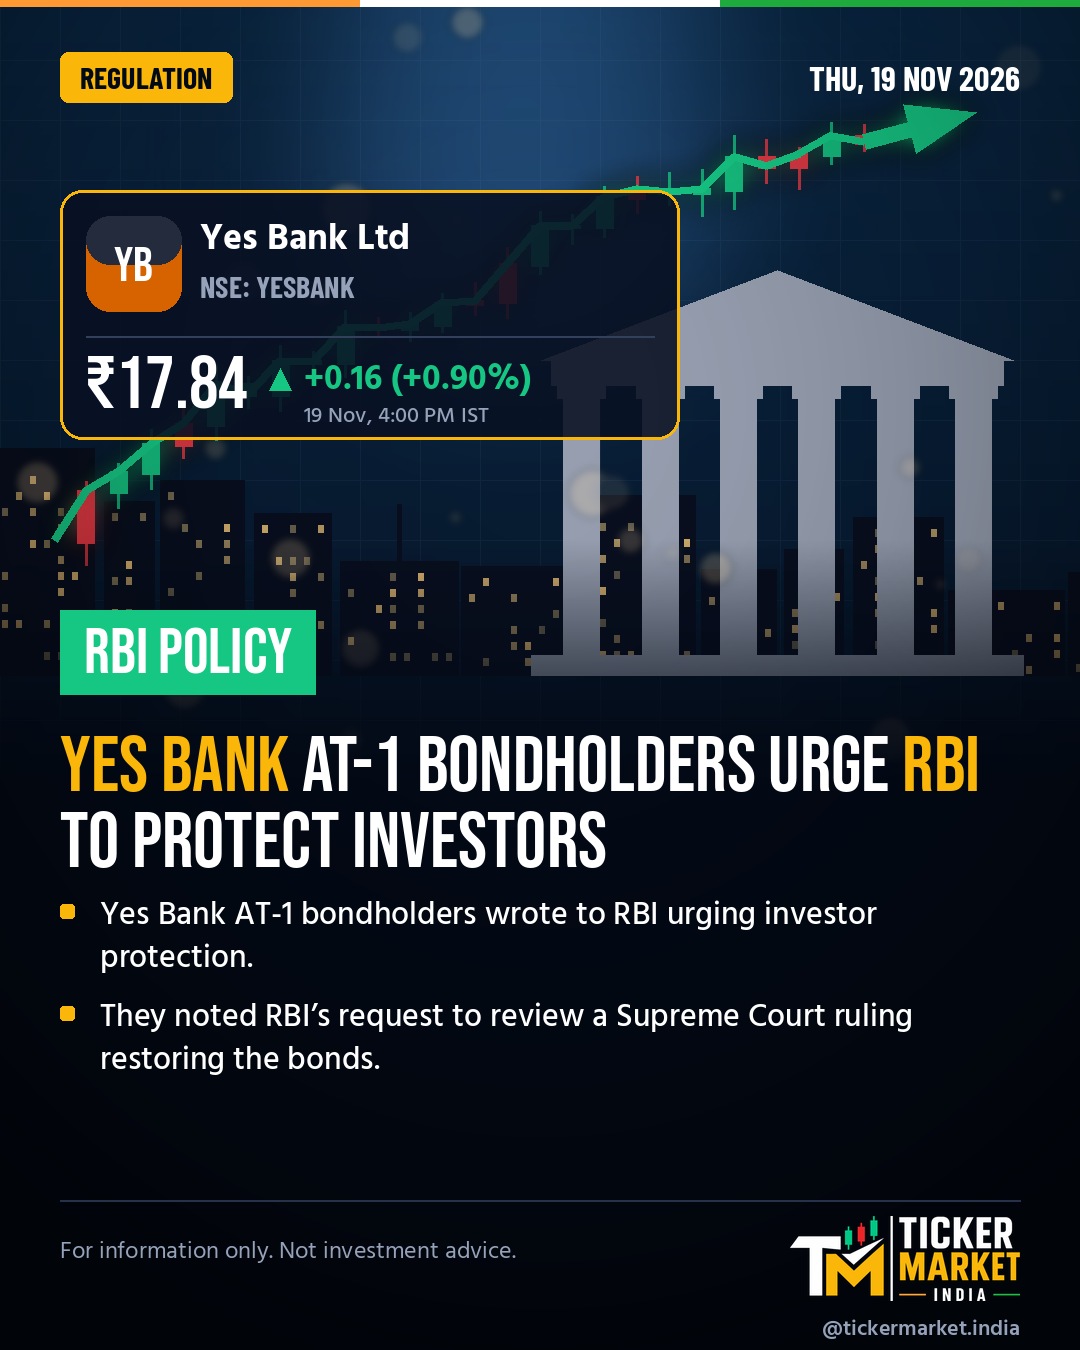 REGULATION
THU, 19 NOV 2026
YB
Yes Bank Ltd
NSE: YESBANK
₹17.84
▲ +0.16 (+0.90%)
19 Nov, 4:00 PM IST
RBI POLICY
YES BANK AT-1 BONDHOLDERS URGE RBI
TO PROTECT INVESTORS
Yes Bank AT-1 bondholders wrote to RBI urging investor
protection.
They noted RBI’s request to review a Supreme Court ruling
restoring the bonds.
For information only. Not investment advice.
TM
TICKER
MARKET
INDIA
@tickermarket.india